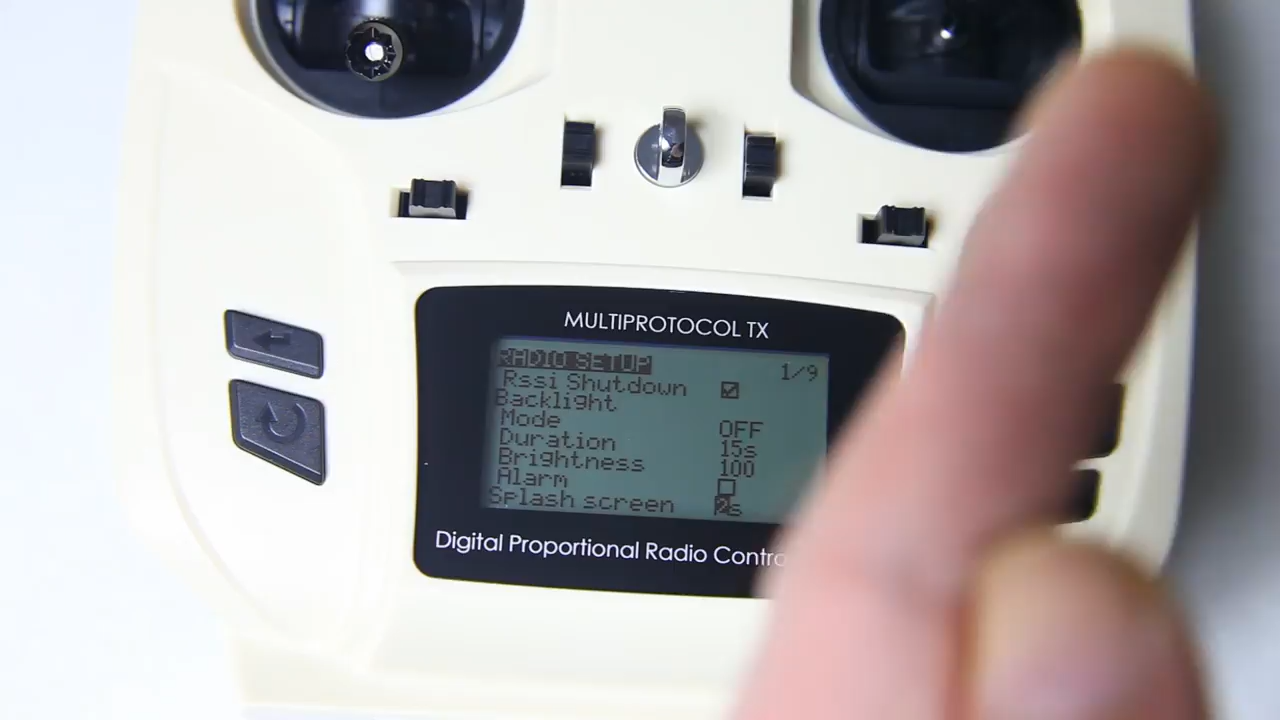 MULTIPROTOCOL TX
RADIO SETUP 1/9
Rssi Shutdown
Backlight
Mode OFF
Duration 15s
Brightness 100
Alarm
Splash screen 2s
Digital Proportional Radio